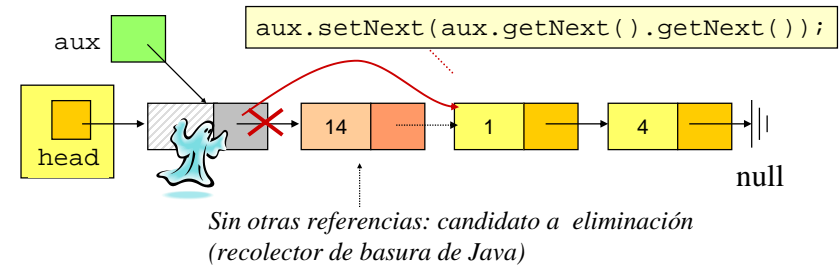 aux.setNext(aux.getNext().getNext());
aux
head
14
1
4
null
Sin otras referencias: candidato a eliminación
(recolector de basura de Java)